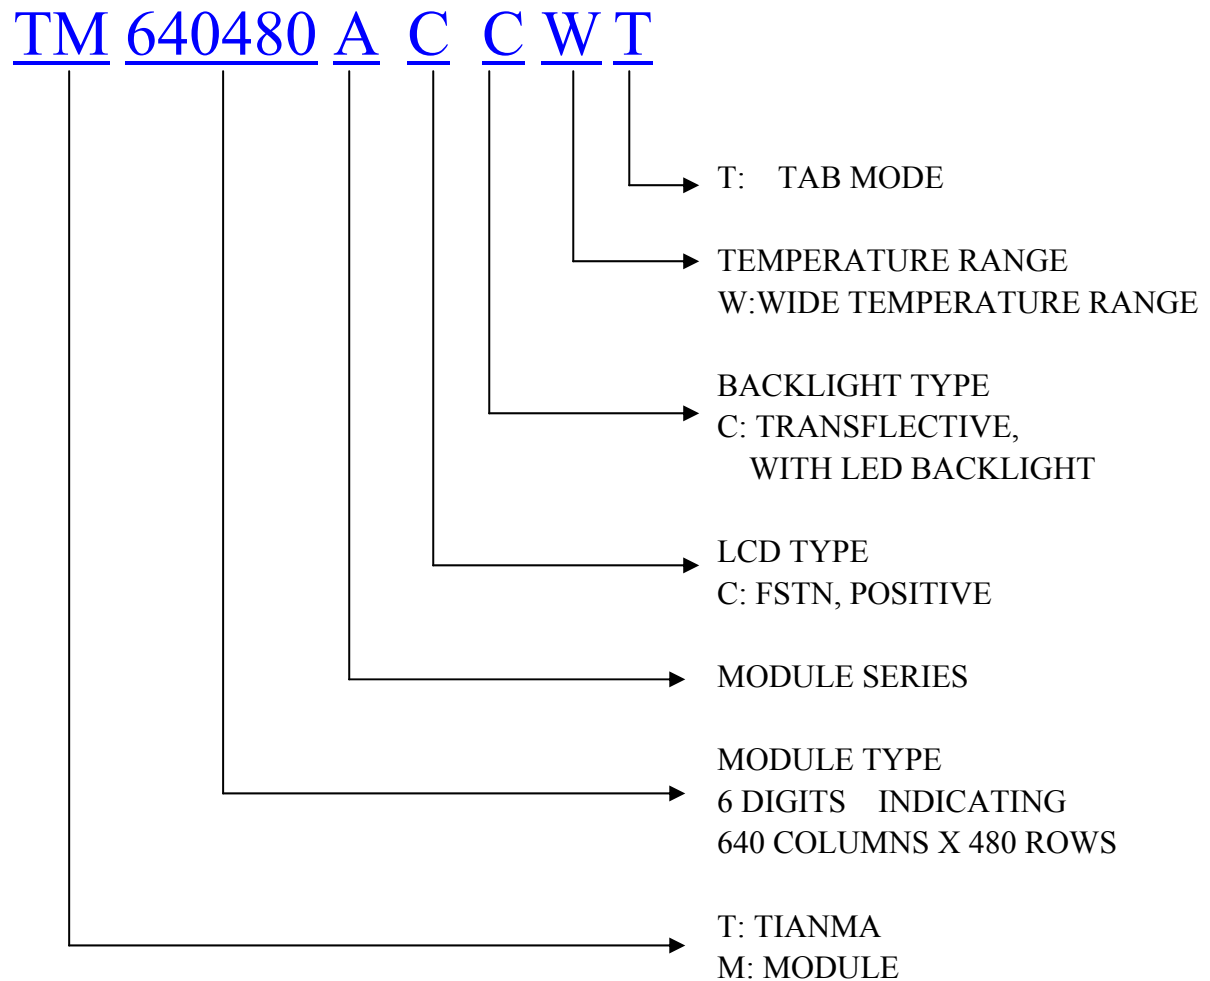 TM 640480 A C C W T
T: TAB MODE
TEMPERATURE RANGE
W:WIDE TEMPERATURE RANGE
BACKLIGHT TYPE
C: TRANSFLECTIVE,
WITH LED BACKLIGHT
LCD TYPE
C: FSTN, POSITIVE
MODULE SERIES
MODULE TYPE
6 DIGITS INDICATING
640 COLUMNS X 480 ROWS
T: TIANMA
M: MODULE